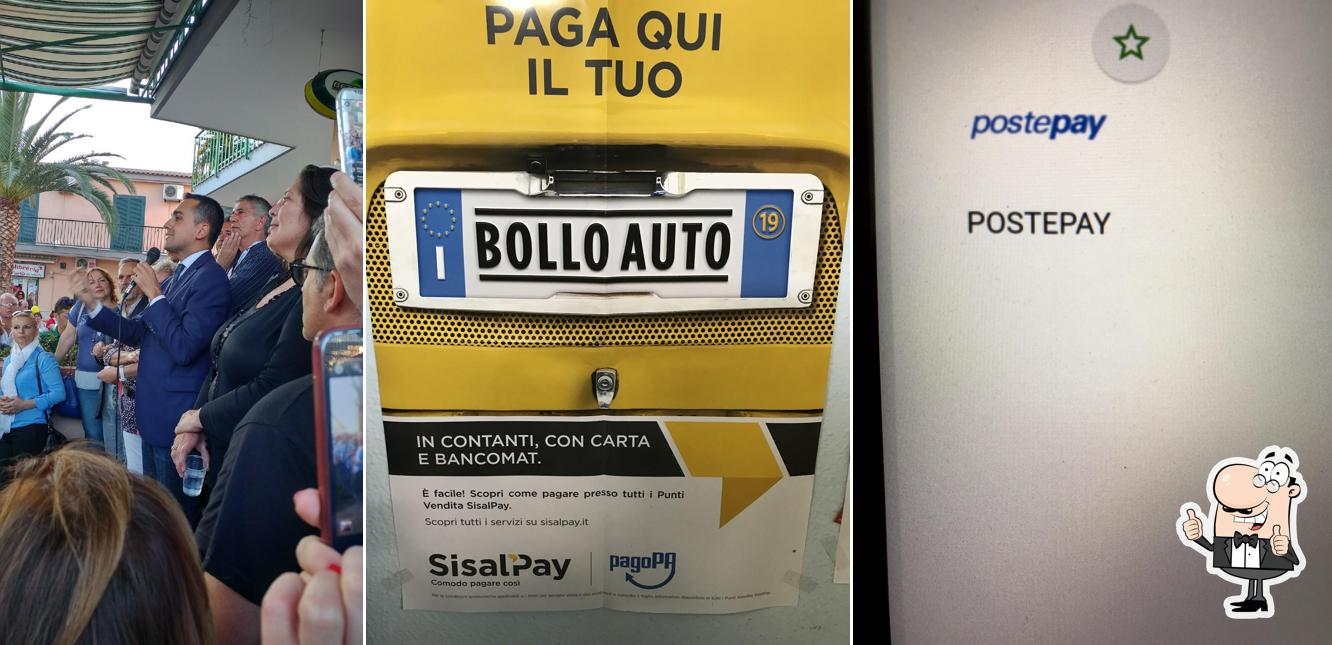 PAGA QUI
IL TUO
I
BOLLO AUTO
19
IN CONTANTI, CON CARTA
E BANCOMAT.
È facile! Scopri come pagare presso tutti i Punti
Vendita SisalPay.
Scopri tutti i servizi su sisalpay.it
SisalPay
Comodo pagare così
pagoPA
postepay
POSTEPAY